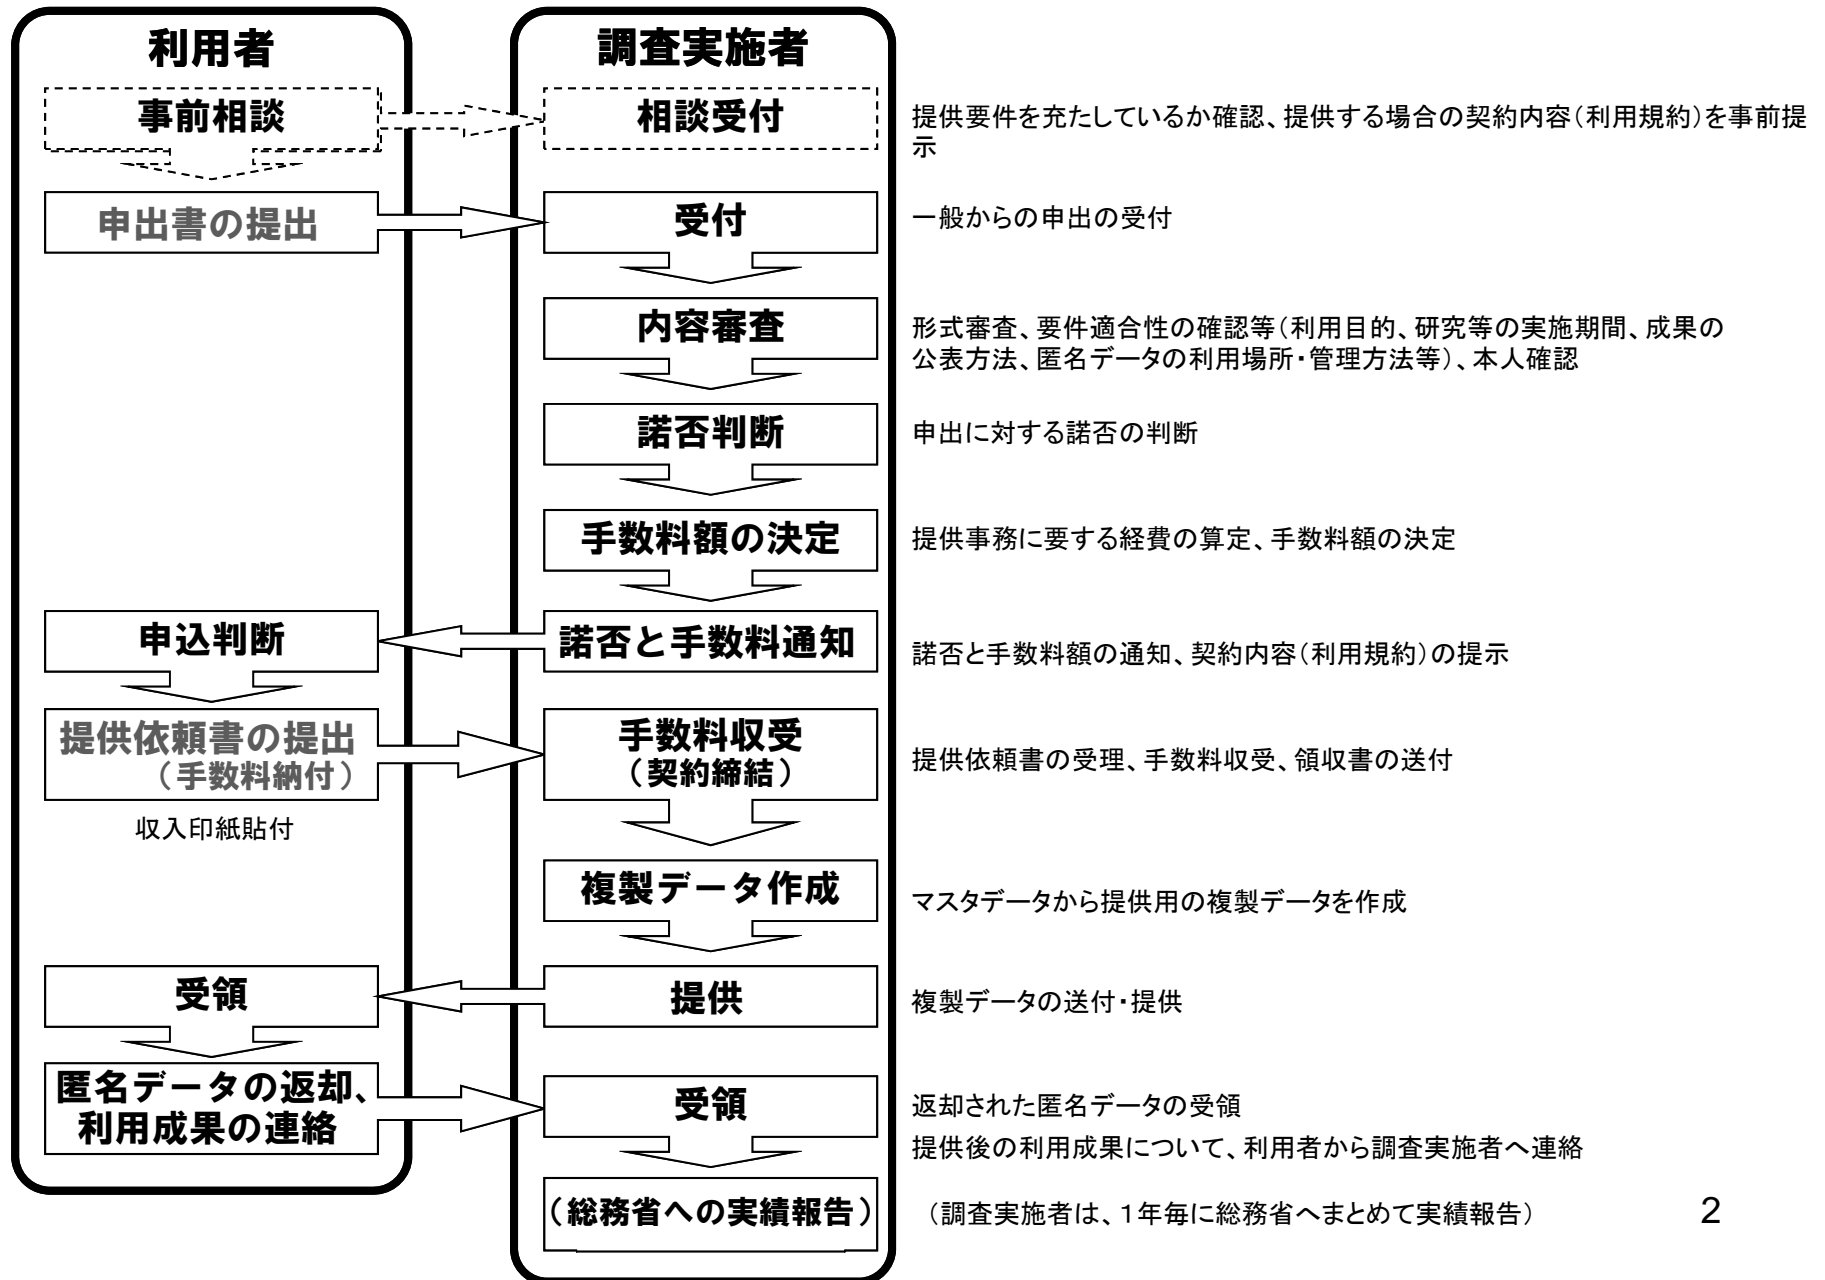 利用者
調査実施者
事前相談
相談受付
提供要件を充たしているか確認、提供する場合の契約内容（利用規約）を事前提
示
申出書の提出
受付
一般からの申出の受付
内容審査
形式審査、要件適合性の確認等（利用目的、研究等の実施期間、成果の
公表方法、匿名データの利用場所・管理方法等）、本人確認
諾否判断
申出に対する諾否の判断
手数料額の決定
提供事務に要する経費の算定、手数料額の決定
申込判断
諾否と手数料通知
諾否と手数料額の通知、契約内容（利用規約）の提示
提供依頼書の提出
（手数料納付）
手数料収受
（契約締結）
提供依頼書の受理、手数料収受、領収書の送付
収入印紙貼付
複製データ作成
マスタデータから提供用の複製データを作成
受領
提供
複製データの送付・提供
匿名データの返却、
利用成果の連絡
受領
返却された匿名データの受領
提供後の利用成果について、利用者から調査実施者へ連絡
（総務省への実績報告）
（調査実施者は、１年毎に総務省へまとめて実績報告）
2